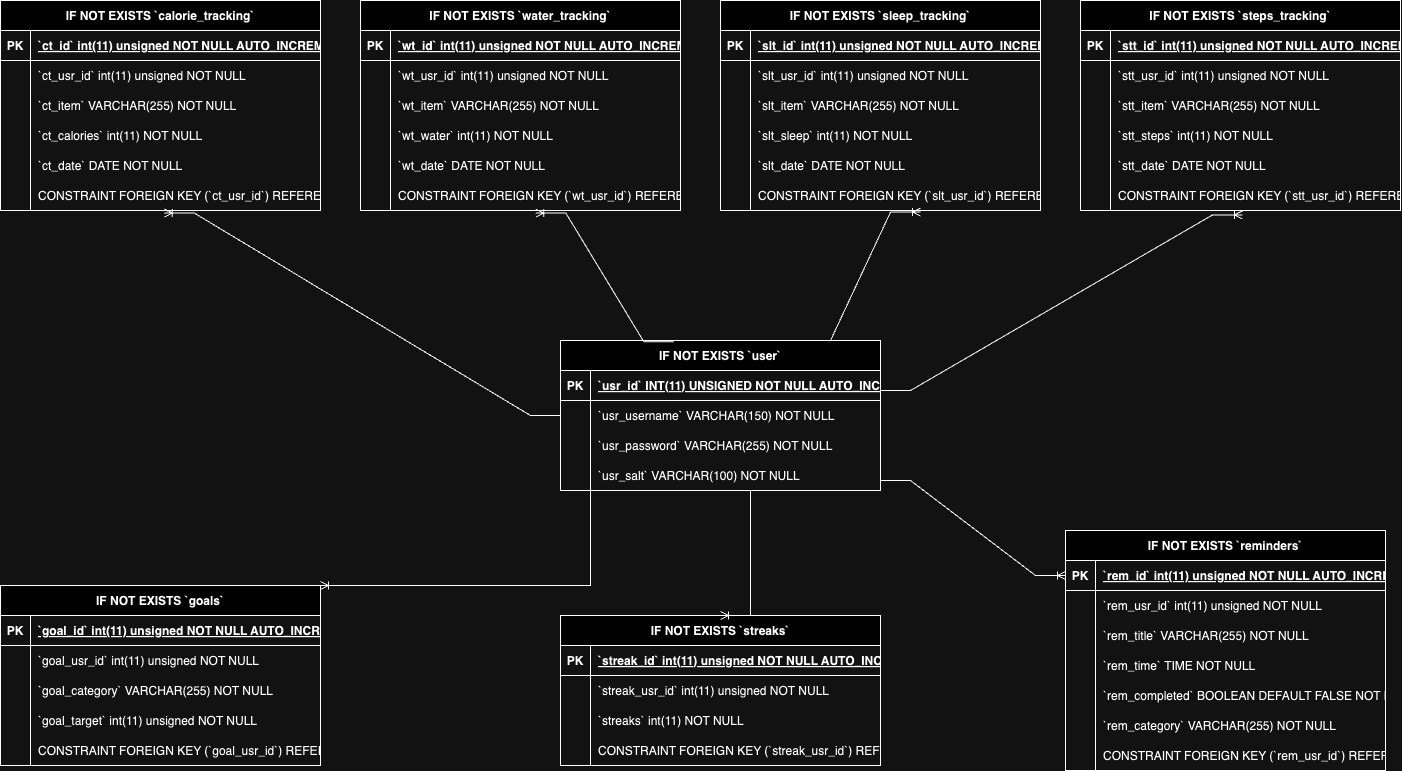 IF NOT EXISTS `calorie_tracking`
PK `ct_id` int(11) unsigned NOT NULL AUTO_INCREM
`ct_usr_id` int(11) unsigned NOT NULL
`ct_item` VARCHAR(255) NOT NULL
`ct_calories` int(11) NOT NULL
`ct_date` DATE NOT NULL
CONSTRAINT FOREIGN KEY (`ct_usr_id`) REFERE
IF NOT EXISTS `water_tracking`
PK `wt_id` int(11) unsigned NOT NULL AUTO_INCREM
`wt_usr_id` int(11) unsigned NOT NULL
`wt_item` VARCHAR(255) NOT NULL
`wt_water` int(11) NOT NULL
`wt_date` DATE NOT NULL
CONSTRAINT FOREIGN KEY (`wt_usr_id`) REFERE
IF NOT EXISTS `sleep_tracking`
PK `slt_id` int(11) unsigned NOT NULL AUTO_INCRE
`slt_usr_id` int(11) unsigned NOT NULL
`slt_item` VARCHAR(255) NOT NULL
`slt_sleep` int(11) NOT NULL
`slt_date` DATE NOT NULL
CONSTRAINT FOREIGN KEY (`slt_usr_id`) REFERE
IF NOT EXISTS `steps_tracking`
PK `stt_id` int(11) unsigned NOT NULL AUTO_INCRE
`stt_usr_id` int(11) unsigned NOT NULL
`stt_item` VARCHAR(255) NOT NULL
`stt_steps` int(11) NOT NULL
`stt_date` DATE NOT NULL
CONSTRAINT FOREIGN KEY (`stt_usr_id`) REFERE
IF NOT EXISTS `user`
PK `usr_id` INT(11) UNSIGNED NOT NULL AUTO_INC
`usr_username` VARCHAR(150) NOT NULL
`usr_password` VARCHAR(255) NOT NULL
`usr_salt` VARCHAR(100) NOT NULL
IF NOT EXISTS `goals`
PK `goal_id` int(11) unsigned NOT NULL AUTO_INCR
`goal_usr_id` int(11) unsigned NOT NULL
`goal_category` VARCHAR(255) NOT NULL
`goal_target` int(11) unsigned NOT NULL
CONSTRAINT FOREIGN KEY (`goal_usr_id`) REFE
IF NOT EXISTS `streaks`
PK `streak_id` int(11) unsigned NOT NULL AUTO_INC
`streak_usr_id` int(11) unsigned NOT NULL
`streaks` int(11) NOT NULL
CONSTRAINT FOREIGN KEY (`streak_usr_id`) REF
IF NOT EXISTS `reminders`
PK `rem_id` int(11) unsigned NOT NULL AUTO_INCRE
`rem_usr_id` int(11) unsigned NOT NULL
`rem_title` VARCHAR(255) NOT NULL
`rem_time` TIME NOT NULL
`rem_completed` BOOLEAN DEFAULT FALSE NOT
`rem_category` VARCHAR(255) NOT NULL
CONSTRAINT FOREIGN KEY (`rem_usr_id`) REFER